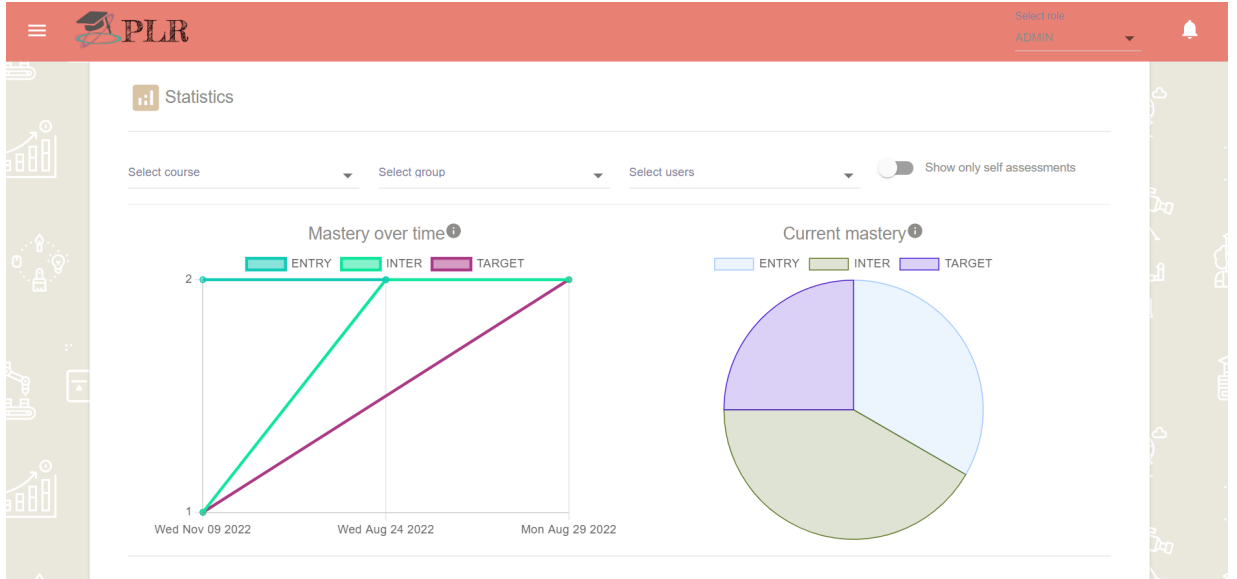 PLR
Select role
ADMIN
Statistics
Select course
Select group
Select users
Show only self assessments
Mastery over time
ENTRY INTER TARGET
2
1
Wed Nov 09 2022 Wed Aug 24 2022 Mon Aug 29 2022
Current mastery
ENTRY INTER TARGET